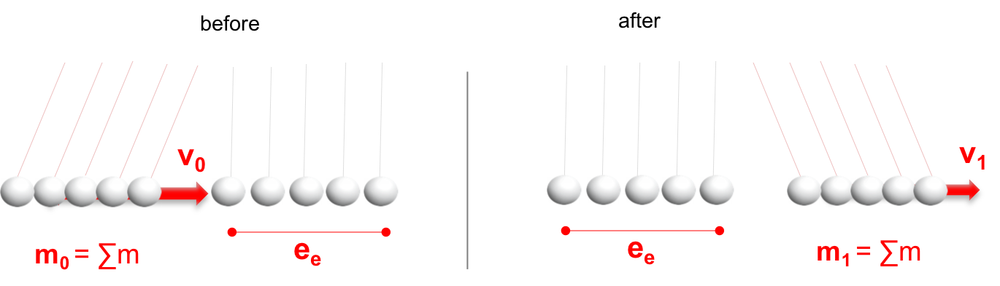 before
after
v₀
v₁
eₑ
eₑ
m₀ = ∑m
m₁ = ∑m